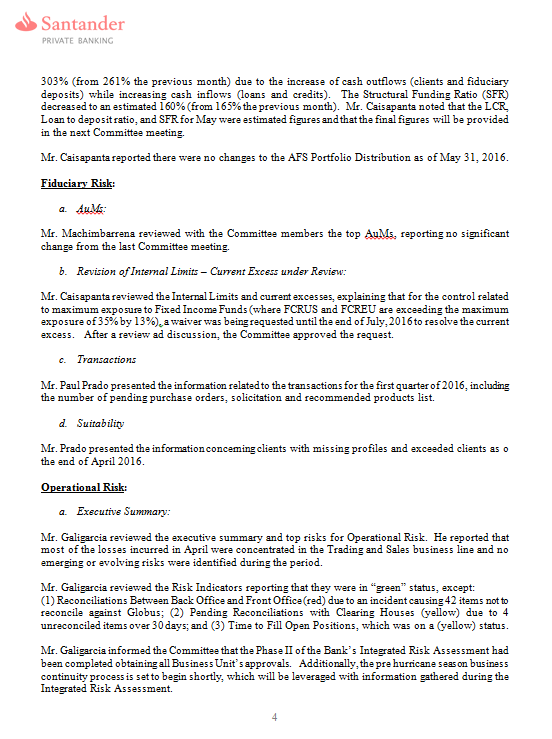 Santander
PRIVATE BANKING
303% (from 261% the previous month) due to the increase of cash outflows (clients and fiduciary
deposits) while increasing cash inflows (loans and credits). The Structural Funding Ratio (SFR)
decreased to an estimated 160% (from 165% the previous month). Mr. Caisapanta noted that the LCR,
Loan to deposit ratio, and SFR for May were estimated figures and that the final figures will be provided
in the next Committee meeting.
Mr. Caisapanta reported there were no changes to the AFS Portfolio Distribution as of May 31, 2016.
Fiduciary Risk:
a. AuMs:
Mr. Machimbarrena reviewed with the Committee members the top AuMs, reporting no significant
change from the last Committee meeting.
b. Revision of Internal Limits – Current Excess under Review:
Mr. Caisapanta reviewed the Internal Limits and current excesses, explaining that for the control related
to maximum exposure to Fixed Income Funds (where FCRUS and FCREU are exceeding the maximum
exposure of 35% by 13%), a waiver was being requested until the end of July, 2016 to resolve the current
excess. After a review ad discussion, the Committee approved the request.
c. Transactions
Mr. Paul Prado presented the information related to the transactions for the first quarter of 2016, including
the number of pending purchase orders, solicitation and recommended products list.
d. Suitability
Mr. Prado presented the information concerning clients with missing profiles and exceeded clients as o
the end of April 2016.
Operational Risk:
a. Executive Summary:
Mr. Galigarcia reviewed the executive summary and top risks for Operational Risk. He reported that
most of the losses incurred in April were concentrated in the Trading and Sales business line and no
emerging or evolving risks were identified during the period.
Mr. Galigarcia reviewed the Risk Indicators reporting that they were in “green” status, except:
(1) Reconciliations Between Back Office and Front Office (red) due to an incident causing 42 items not to
reconcile against Globus; (2) Pending Reconciliations with Clearing Houses (yellow) due to 4
unreconciled items over 30 days; and (3) Time to Fill Open Positions, which was on a (yellow) status.
Mr. Galigarcia informed the Committee that the Phase II of the Bank’s Integrated Risk Assessment had
been completed obtaining all Business Unit’s approvals. Additionally, the pre hurricane season business
continuity process is set to begin shortly, which will be leveraged with information gathered during the
Integrated Risk Assessment.
4